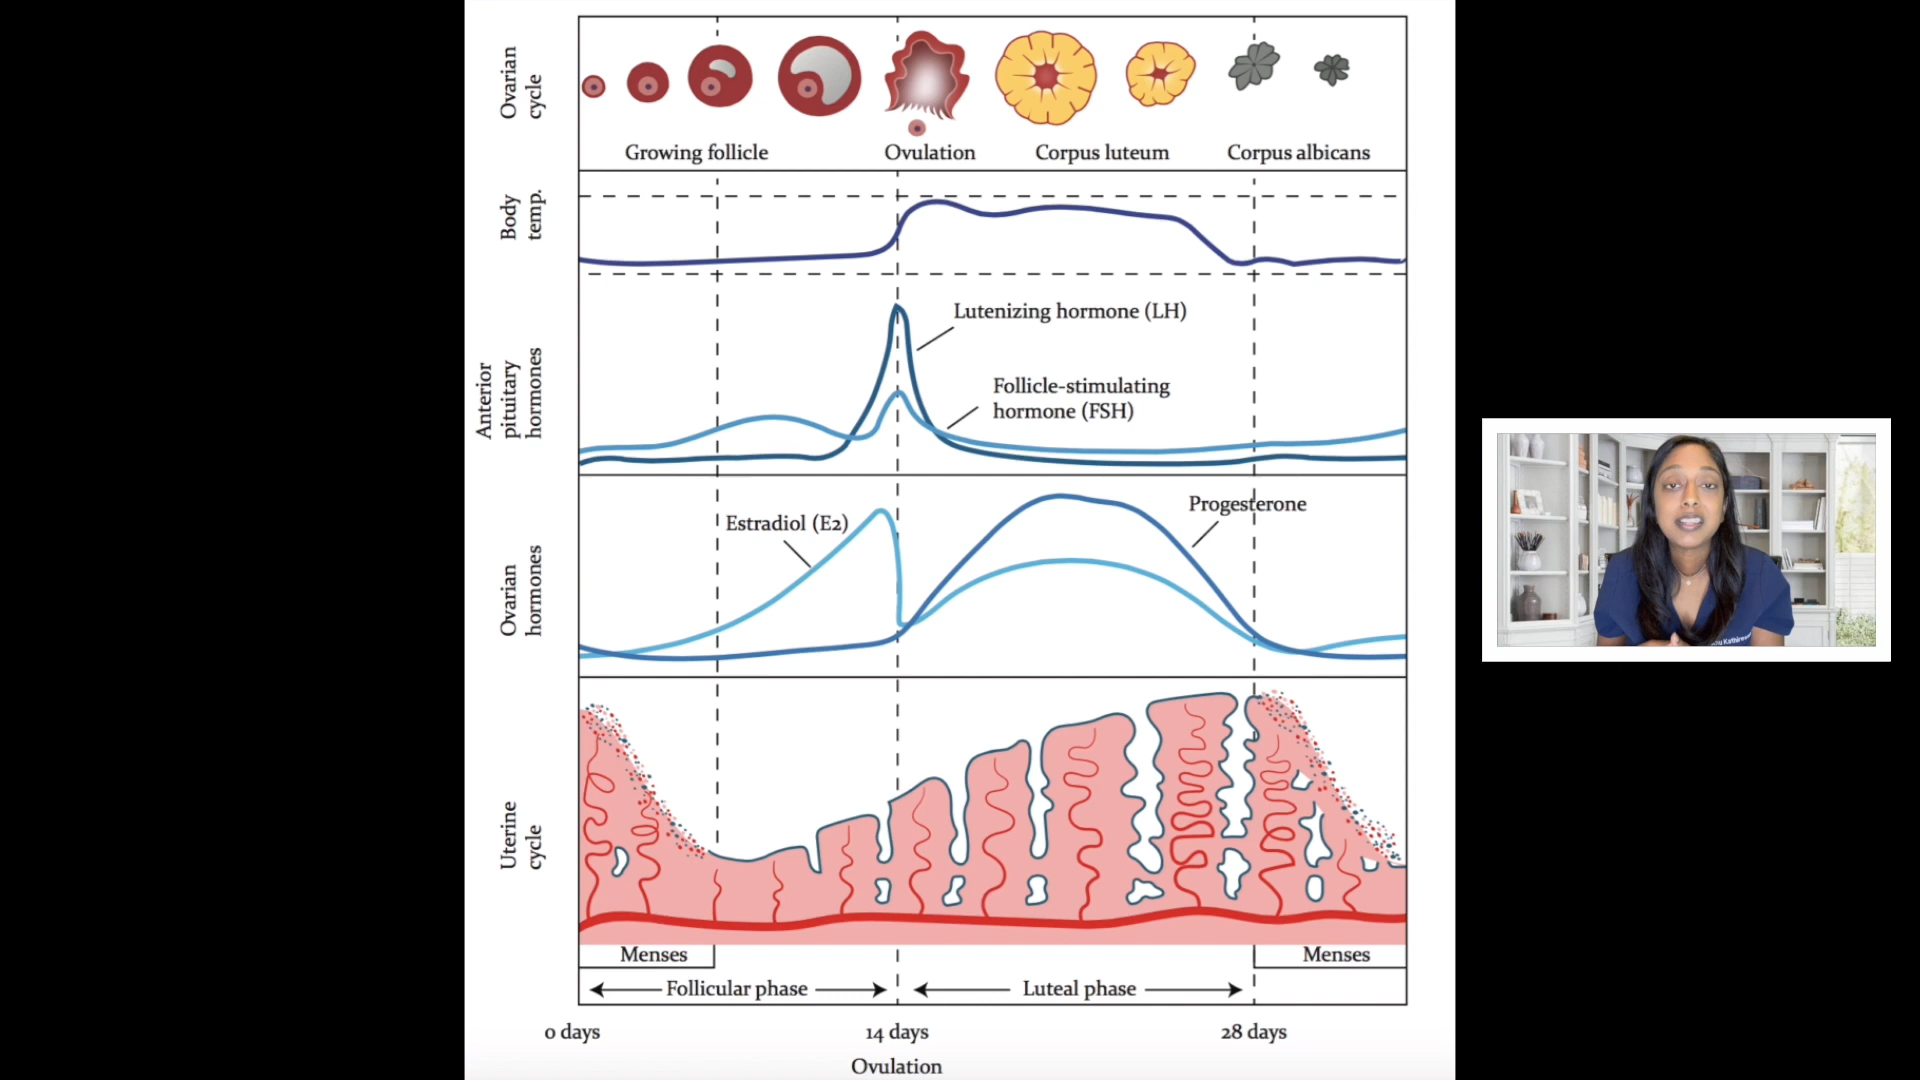 Ovarian
cycle
Growing follicle
Ovulation
Corpus luteum
Corpus albicans
Body
temp.
Anterior
pituitary
hormones
Lutenizing hormone (LH)
Follicle-stimulating
hormone (FSH)
Ovarian
hormones
Estradiol (E2)
Progesterone
Uterine
cycle
Menses
Menses
Follicular phase
Luteal phase
0 days
14 days
28 days
Ovulation